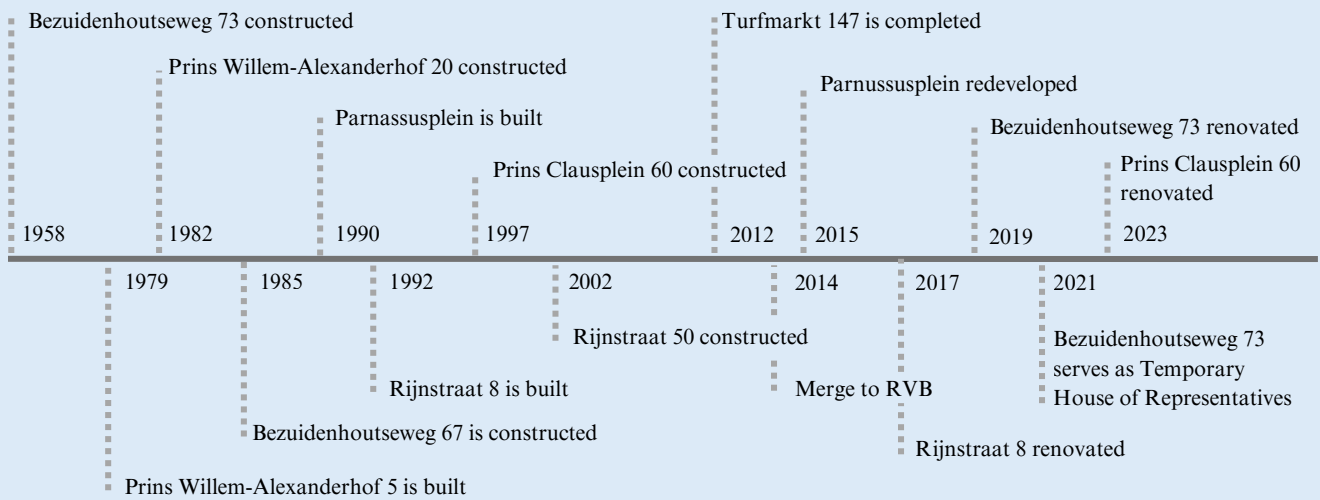 Bezuidenhoutseweg 73 constructed
Turfmarkt 147 is completed
Prins Willem-Alexanderhof 20 constructed
Parnussusplein redeveloped
Parnassusplein is built
Bezuidenhoutseweg 73 renovated
Prins Clausplein 60 constructed
Prins Clausplein 60
renovated
1958
1982
1990
1997
2012
2015
2019
2023
1979
1985
1992
2002
2014
2017
2021
Rijnstraat 50 constructed
Bezuidenhoutseweg 73
serves as Temporary
House of Representatives
Rijnstraat 8 is built
Merge to RVB
Bezuidenhoutseweg 67 is constructed
Rijnstraat 8 renovated
Prins Willem-Alexanderhof 5 is built